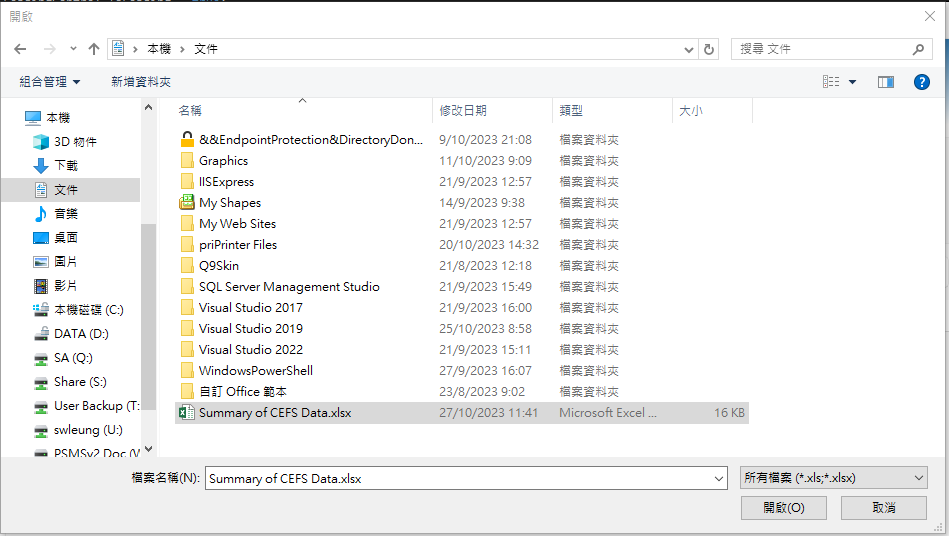 開啟
本機 › 文件
搜尋 文件
組合管理 新增資料夾
名稱 修改日期 類型 大小
本機
3D 物件
下載
文件
音樂
桌面
圖片
影片
本機磁碟 (C:)
DATA (D:)
SA (Q:)
Share (S:)
User Backup (T:
swleung (U:)
PSMSv2 Doc (V
&&EndpointProtection&DirectoryDon... 9/10/2023 21:08 檔案資料夾
Graphics 11/10/2023 9:09 檔案資料夾
IISExpress 21/9/2023 12:57 檔案資料夾
My Shapes 14/9/2023 9:38 檔案資料夾
My Web Sites 21/9/2023 12:57 檔案資料夾
priPrinter Files 20/10/2023 14:32 檔案資料夾
Q9Skin 21/8/2023 12:18 檔案資料夾
SQL Server Management Studio 21/9/2023 15:49 檔案資料夾
Visual Studio 2017 21/9/2023 16:00 檔案資料夾
Visual Studio 2019 25/10/2023 8:58 檔案資料夾
Visual Studio 2022 21/9/2023 15:11 檔案資料夾
WindowsPowerShell 27/9/2023 16:07 檔案資料夾
自訂 Office 範本 23/8/2023 9:02 檔案資料夾
Summary of CEFS Data.xlsx 27/10/2023 11:41 Microsoft Excel ... 16 KB
檔案名稱(N): Summary of CEFS Data.xlsx 所有檔案 (*.xls;*.xlsx)
開啟(O) 取消